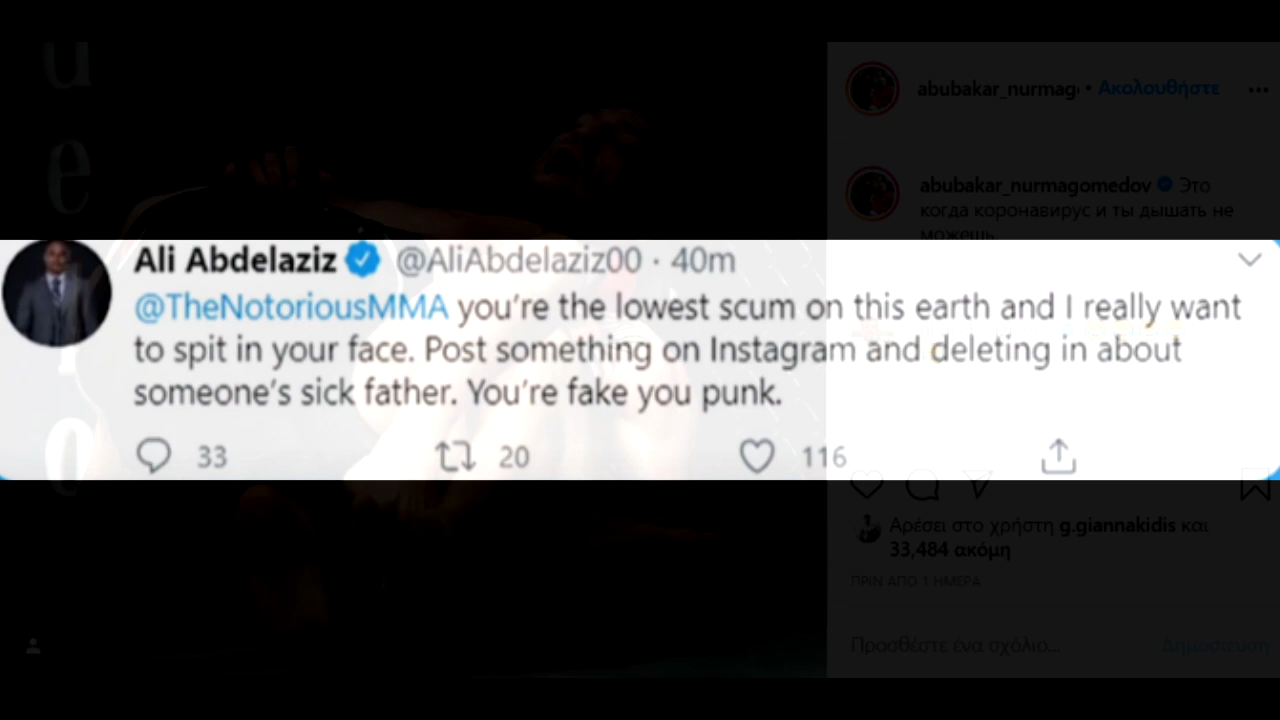 u
e
o
abubakar_nurmag • Ακολουθήστε
abubakar_nurmagomedov Это
когда коронавирус и ты дышать не
можешь
Ali Abdelaziz @AliAbdelaziz00 · 40m
@TheNotoriousMMA you’re the lowest scum on this earth and I really want
to spit in your face. Post something on Instagram and deleting in about
someone’s sick father. You’re fake you punk.
33 20 116
Αρέσει στο χρήστη g.giannakidis και
33,484 ακόμη
ΠΡΙΝ ΑΠΟ 1 ΗΜΕΡΑ
Προσθέστε ένα σχόλιο... Δημοσίευση